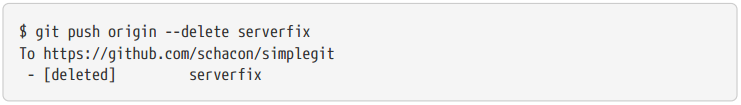 $ git push origin --delete serverfix
To https://github.com/schacon/simplegit
 - [deleted]         serverfix